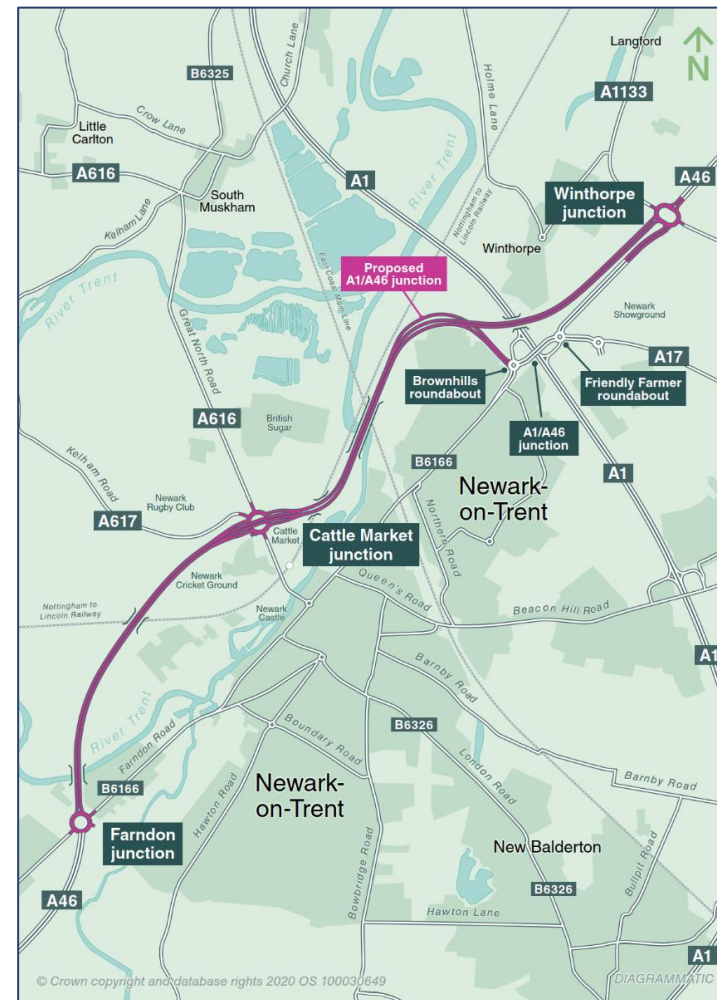 Langford
N
B6325
Church Lane
Holme Lane
A1133
Little
Carlton
Crow Lane
A616
A1
River Trent
A46
Winthorpe
junction
South
Muskham
Nottingham to
Lincoln Railway
Kelham Lane
Winthorpe
Proposed
A1/A46 junction
East Coast Main Line
River Trent
Great North Road
Newark
Showground
A17
Brownhills
roundabout
Friendly Farmer
roundabout
A616
British
Sugar
A1/A46
junction
Kelham Road
B6166
A1
Newark-
on-Trent
Newark
Rugby Club
A617
Cattle
Market
Cattle Market
junction
Northern Road
Newark
Cricket Ground
Queen's Road
Nottingham to
Lincoln Railway
Newark
Castle
Beacon Hill Road
A1
Barnby Road
River Trent
Farndon Road
Boundary Road
B6326
London Road
Barnby Road
B6166
Newark-
on-Trent
Hawton Road
Farndon
junction
New Balderton
Bullpit Road
Bowbridge Road
A46
B6326
Hawton Lane
A1
© Crown copyright and database rights 2020 OS 100030649
DIAGRAMMATIC